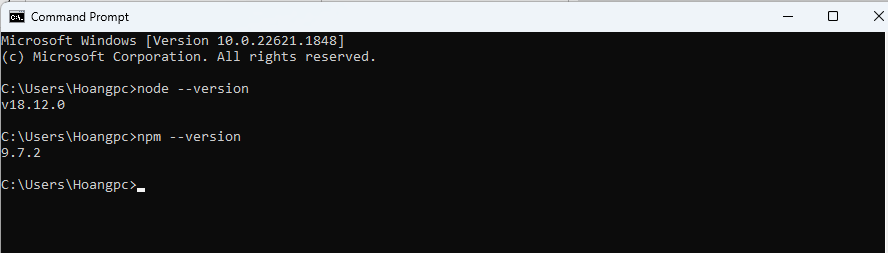 Command Prompt
Microsoft Windows [Version 10.0.22621.1848]
(c) Microsoft Corporation. All rights reserved.
C:\Users\Hoangpc>node --version
v18.12.0
C:\Users\Hoangpc>npm --version
9.7.2
C:\Users\Hoangpc>